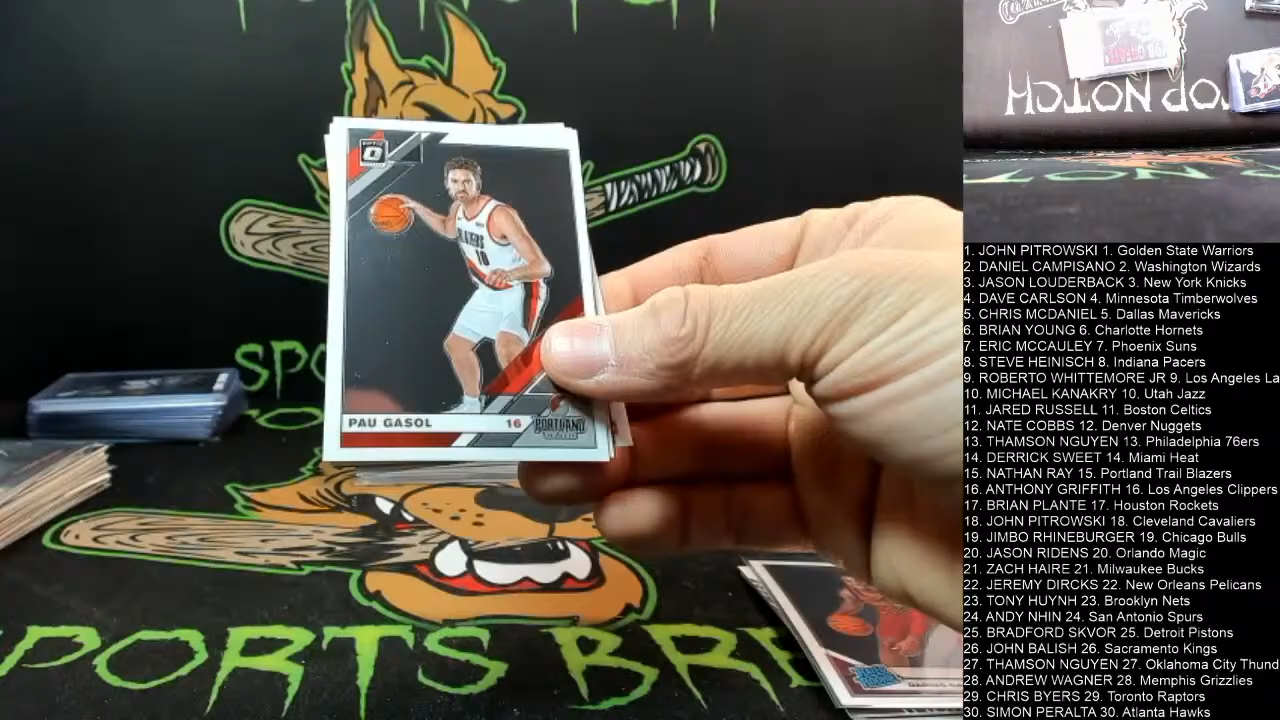 OPTIC
BLAZERS
10
PAU GASOL 16
PORTLAND
SPO
SPORTS BRE
TOP NOTCH
1. JOHN PITROWSKI 1. Golden State Warriors
2. DANIEL CAMPISANO 2. Washington Wizards
3. JASON LOUDERBACK 3. New York Knicks
4. DAVE CARLSON 4. Minnesota Timberwolves
5. CHRIS MCDANIEL 5. Dallas Mavericks
6. BRIAN YOUNG 6. Charlotte Hornets
7. ERIC MCCAULEY 7. Phoenix Suns
8. STEVE HEINISCH 8. Indiana Pacers
9. ROBERTO WHITTEMORE JR 9. Los Angeles La
10. MICHAEL KANAKRY 10. Utah Jazz
11. JARED RUSSELL 11. Boston Celtics
12. NATE COBBS 12. Denver Nuggets
13. THAMSON NGUYEN 13. Philadelphia 76ers
14. DERRICK SWEET 14. Miami Heat
15. NATHAN RAY 15. Portland Trail Blazers
16. ANTHONY GRIFFITH 16. Los Angeles Clippers
17. BRIAN PLANTE 17. Houston Rockets
18. JOHN PITROWSKI 18. Cleveland Cavaliers
19. JIMBO RHINEBURGER 19. Chicago Bulls
20. JASON RIDENS 20. Orlando Magic
21. ZACH HAIRE 21. Milwaukee Bucks
22. JEREMY DIRCKS 22. New Orleans Pelicans
23. TONY HUYNH 23. Brooklyn Nets
24. ANDY NHIN 24. San Antonio Spurs
25. BRADFORD SKVOR 25. Detroit Pistons
26. JOHN BALISH 26. Sacramento Kings
27. THAMSON NGUYEN 27. Oklahoma City Thund
28. ANDREW WAGNER 28. Memphis Grizzlies
29. CHRIS BYERS 29. Toronto Raptors
30. SIMON PERALTA 30. Atlanta Hawks